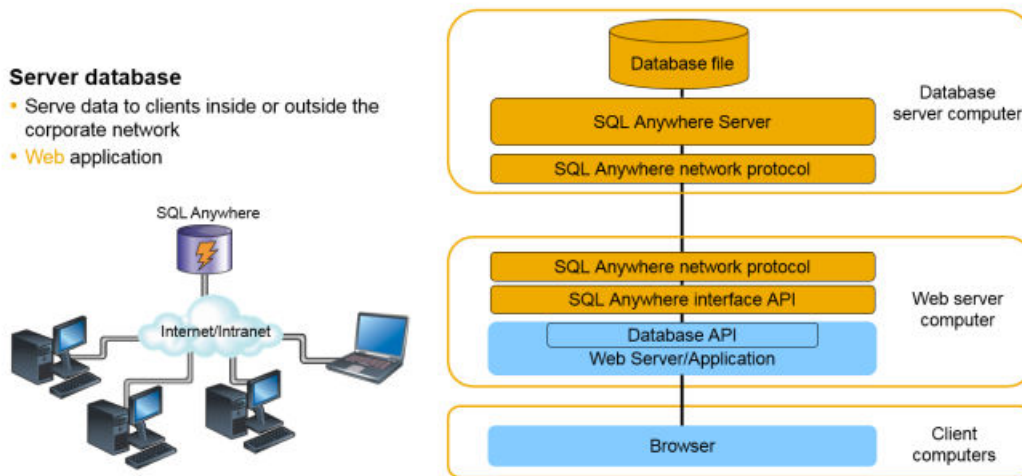 Server database
• Serve data to clients inside or outside the
corporate network
• Web application
SQL Anywhere
Internet/Intranet
Database file
SQL Anywhere Server
SQL Anywhere network protocol
Database
server computer
SQL Anywhere network protocol
SQL Anywhere interface API
Database API
Web Server/Application
Web server
computer
Browser
Client
computers